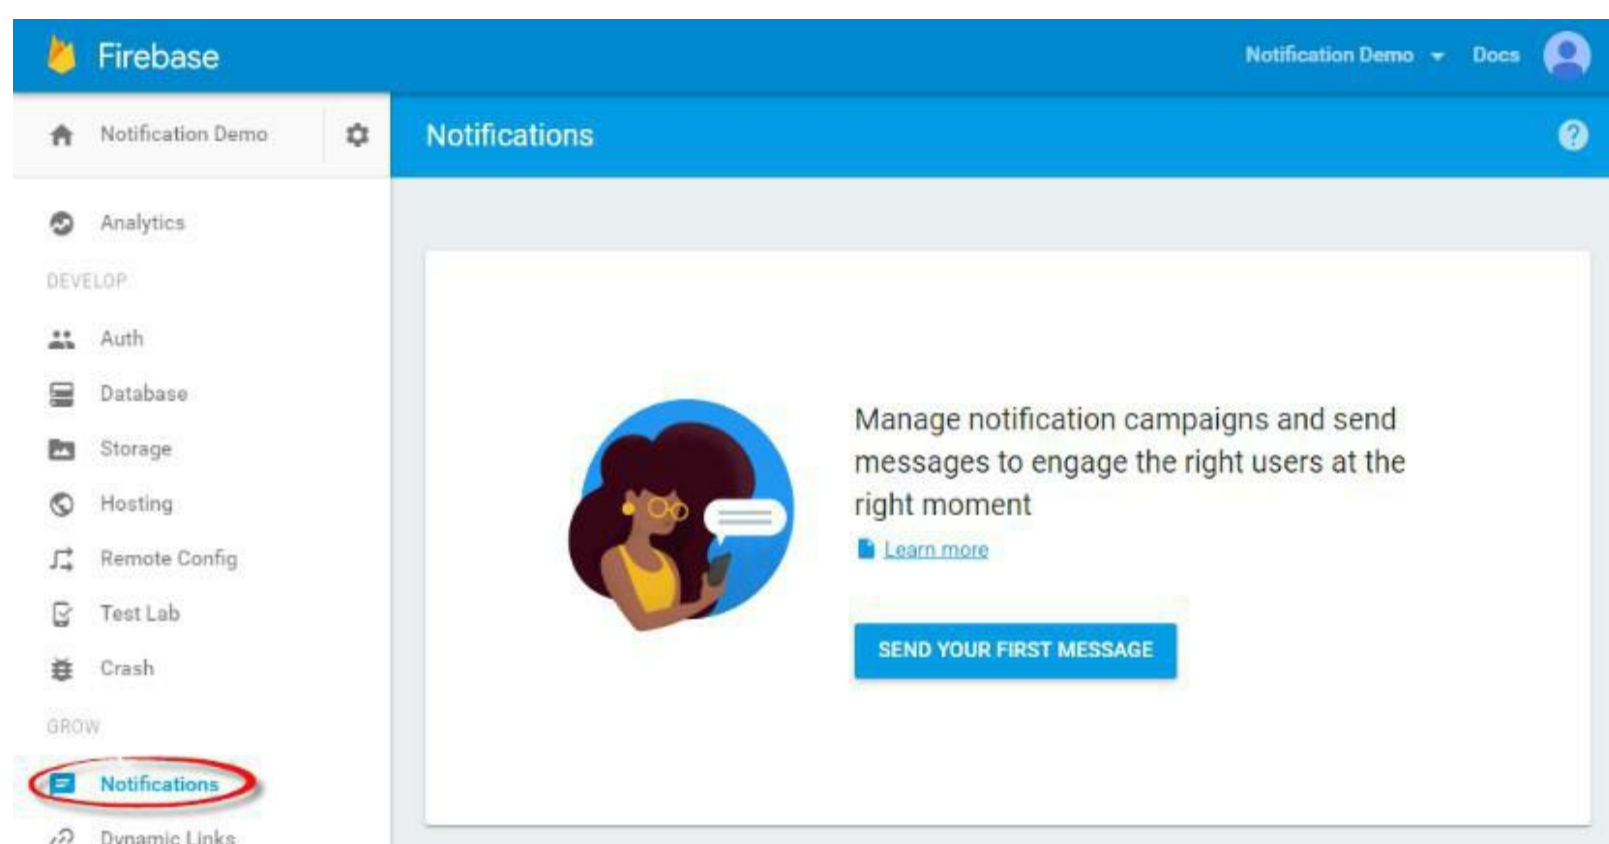 Firebase
Notification Demo
Docs
Notification Demo
Notifications
Analytics
DEVELOP
Auth
Database
Storage
Hosting
Remote Config
Test Lab
Crash
GROW
Notifications
Dynamic Links
Manage notification campaigns and send
messages to engage the right users at the
right moment
Learn more
SEND YOUR FIRST MESSAGE